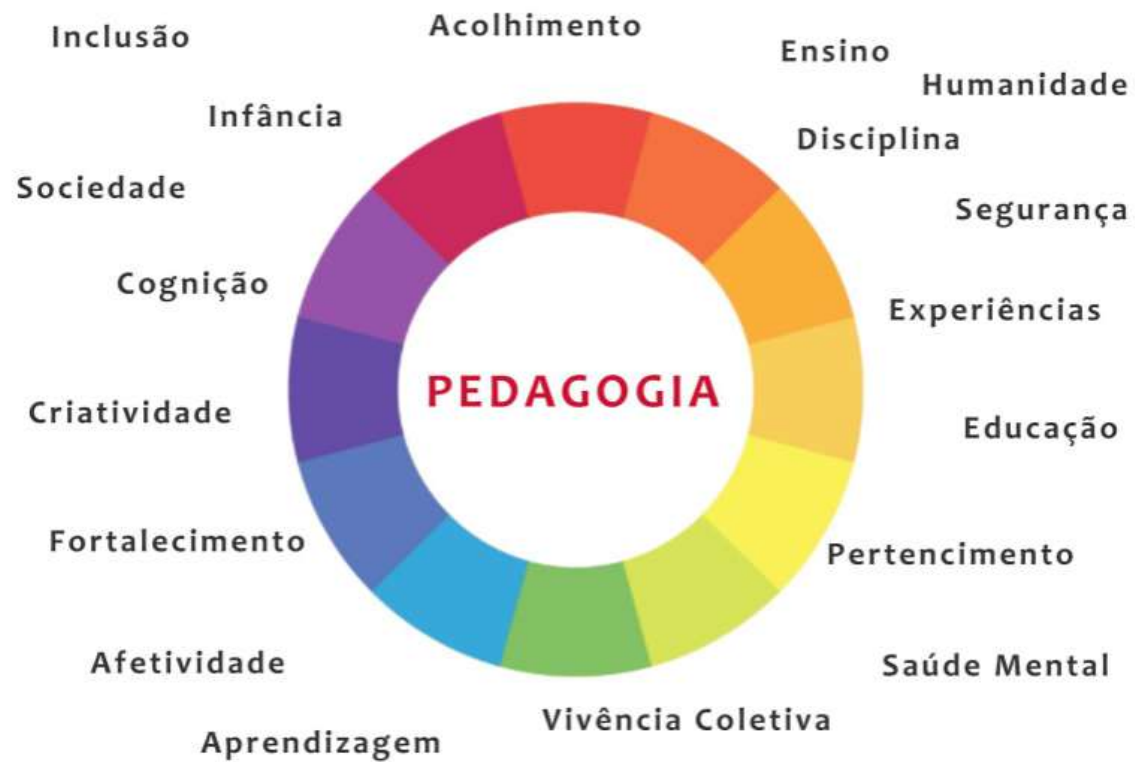 Inclusão
Acolhimento
Ensino
Humanidade
Infância
Disciplina
Sociedade
Segurança
Cognição
Experiências
PEDAGOGIA
Criatividade
Educação
Fortalecimento
Pertencimento
Afetividade
Saúde Mental
Vivência Coletiva
Aprendizagem